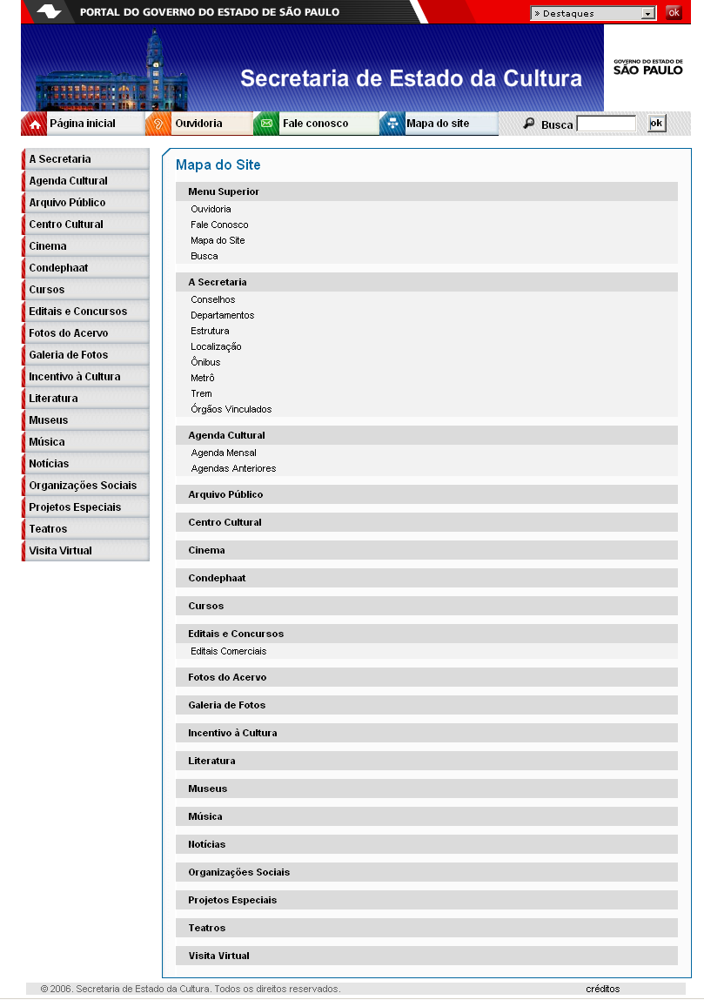 PORTAL DO GOVERNO DO ESTADO DE SÃO PAULO
» Destaques
ok
Secretaria de Estado da Cultura
GOVERNO DO ESTADO DE
SÃO PAULO
Página inicial
Ouvidoria
Fale conosco
Mapa do site
Busca
ok
A Secretaria
Agenda Cultural
Arquivo Público
Centro Cultural
Cinema
Condephaat
Cursos
Editais e Concursos
Fotos do Acervo
Galeria de Fotos
Incentivo à Cultura
Literatura
Museus
Música
Notícias
Organizações Sociais
Projetos Especiais
Teatros
Visita Virtual
Mapa do Site
Menu Superior
Ouvidoria
Fale Conosco
Mapa do Site
Busca
A Secretaria
Conselhos
Departamentos
Estrutura
Localização
Ônibus
Metrô
Trem
Órgãos Vinculados
Agenda Cultural
Agenda Mensal
Agendas Anteriores
Arquivo Público
Centro Cultural
Cinema
Condephaat
Cursos
Editais e Concursos
Editais Comerciais
Fotos do Acervo
Galeria de Fotos
Incentivo à Cultura
Literatura
Museus
Música
Notícias
Organizações Sociais
Projetos Especiais
Teatros
Visita Virtual
© 2006. Secretaria de Estado da Cultura. Todos os direitos reservados.
créditos